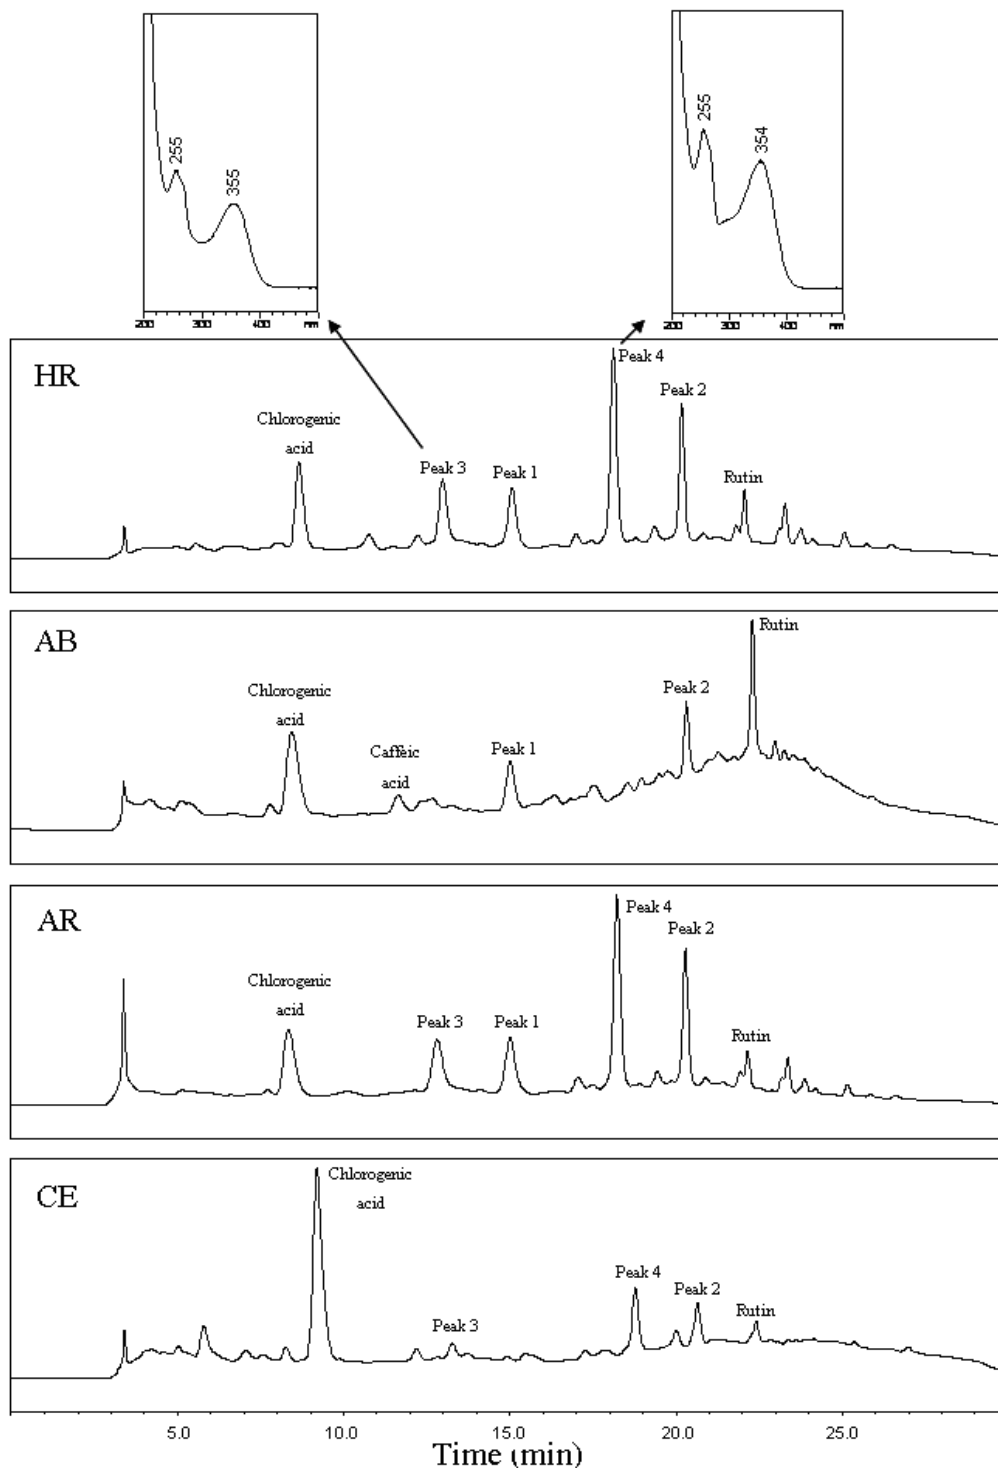 255
355
200 300 400 nm
255
354
200 300 400 nm
HR
Chlorogenic
acid
Peak 3
Peak 1
Peak 4
Peak 2
Rutin
AB
Chlorogenic
acid
Caffeic
acid
Peak 1
Peak 2
Rutin
AR
Chlorogenic
acid
Peak 3
Peak 1
Peak 4
Peak 2
Rutin
CE
Chlorogenic
acid
Peak 3
Peak 4
Peak 2
Rutin
5.0 10.0 15.0 20.0 25.0
Time (min)